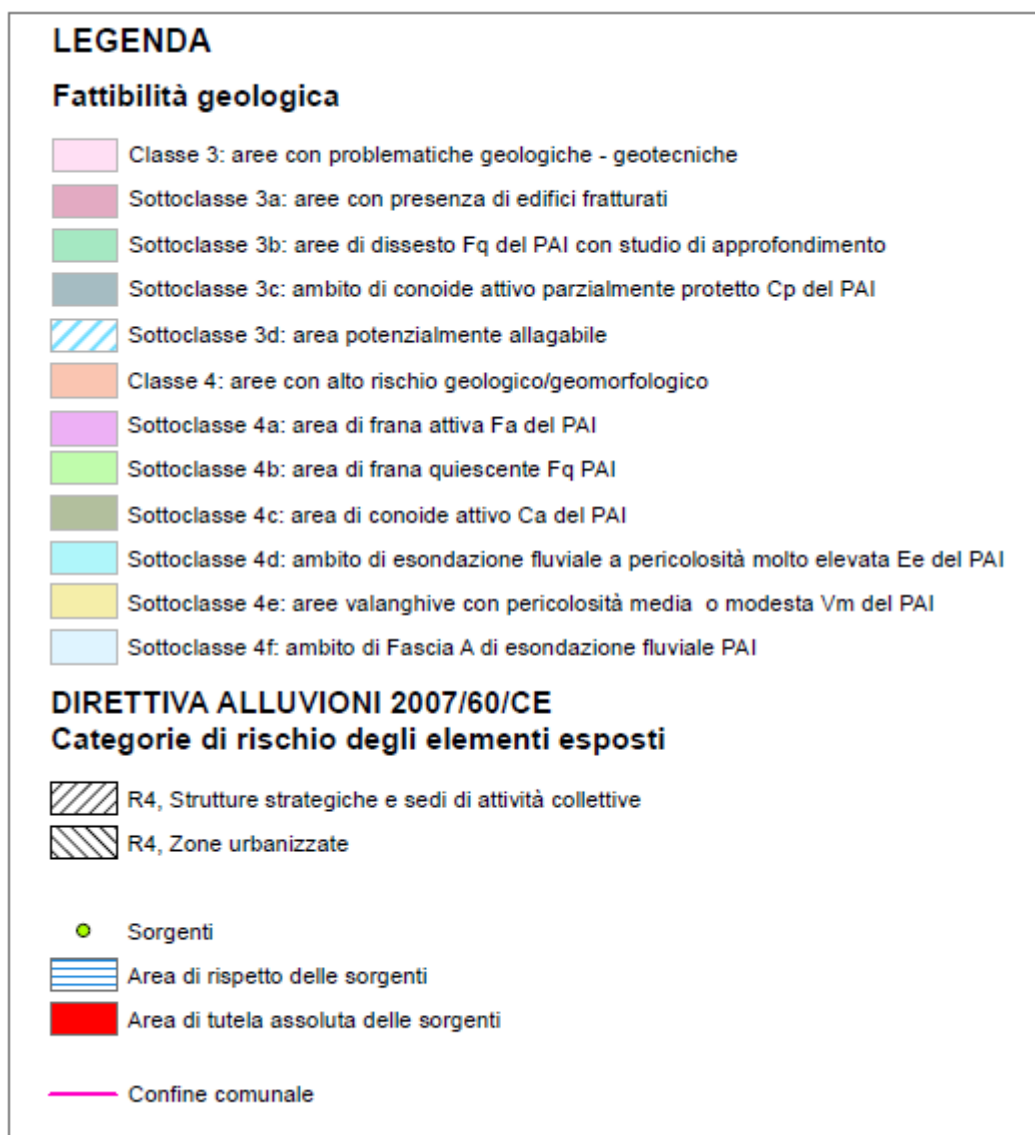 LEGENDA
Fattibilità geologica
Classe 3: aree con problematiche geologiche - geotecniche
Sottoclasse 3a: aree con presenza di edifici fratturati
Sottoclasse 3b: aree di dissesto Fq del PAI con studio di approfondimento
Sottoclasse 3c: ambito di conoide attivo parzialmente protetto Cp del PAI
Sottoclasse 3d: area potenzialmente allagabile
Classe 4: aree con alto rischio geologico/geomorfologico
Sottoclasse 4a: area di frana attiva Fa del PAI
Sottoclasse 4b: area di frana quiescente Fq PAI
Sottoclasse 4c: area di conoide attivo Ca del PAI
Sottoclasse 4d: ambito di esondazione fluviale a pericolosità molto elevata Ee del PAI
Sottoclasse 4e: aree valanghive con pericolosità media o modesta Vm del PAI
Sottoclasse 4f: ambito di Fascia A di esondazione fluviale PAI
DIRETTIVA ALLUVIONI 2007/60/CE
Categorie di rischio degli elementi esposti
R4, Strutture strategiche e sedi di attività collettive
R4, Zone urbanizzate
Sorgenti
Area di rispetto delle sorgenti
Area di tutela assoluta delle sorgenti
Confine comunale